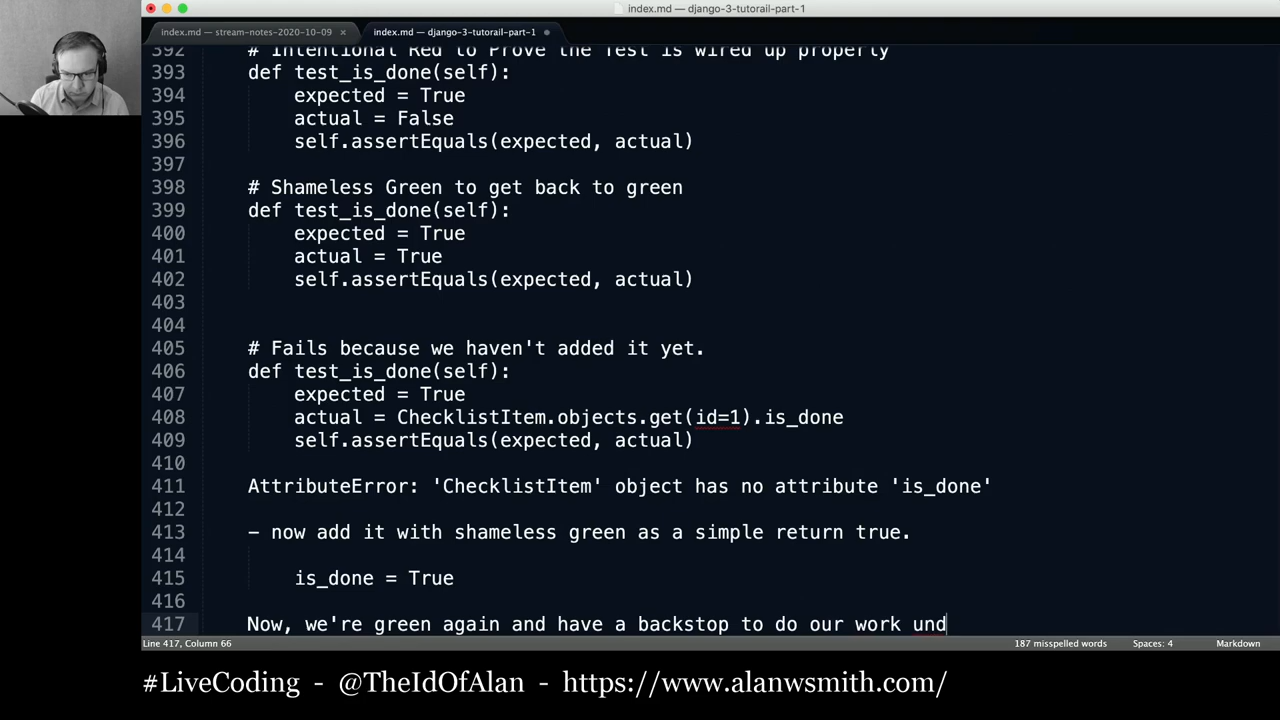 index.md — django-3-tutorail-part-1
index.md — stream-notes-2020-10-09 ×
index.md — django-3-tutorail-part-1
392 # Intentional Red to Prove the Test is wired up properly
393 def test_is_done(self):
394 expected = True
395 actual = False
396 self.assertEquals(expected, actual)
397
398 # Shameless Green to get back to green
399 def test_is_done(self):
400 expected = True
401 actual = True
402 self.assertEquals(expected, actual)
403
404
405 # Fails because we haven't added it yet.
406 def test_is_done(self):
407 expected = True
408 actual = ChecklistItem.objects.get(id=1).is_done
409 self.assertEquals(expected, actual)
410
411 AttributeError: 'ChecklistItem' object has no attribute 'is_done'
412
413 - now add it with shameless green as a simple return true.
414
415 is_done = True
416
417 Now, we're green again and have a backstop to do our work und
Line 417, Column 66 187 misspelled words Spaces: 4 Markdown
#LiveCoding - @TheIdOfAlan - https://www.alanwsmith.com/